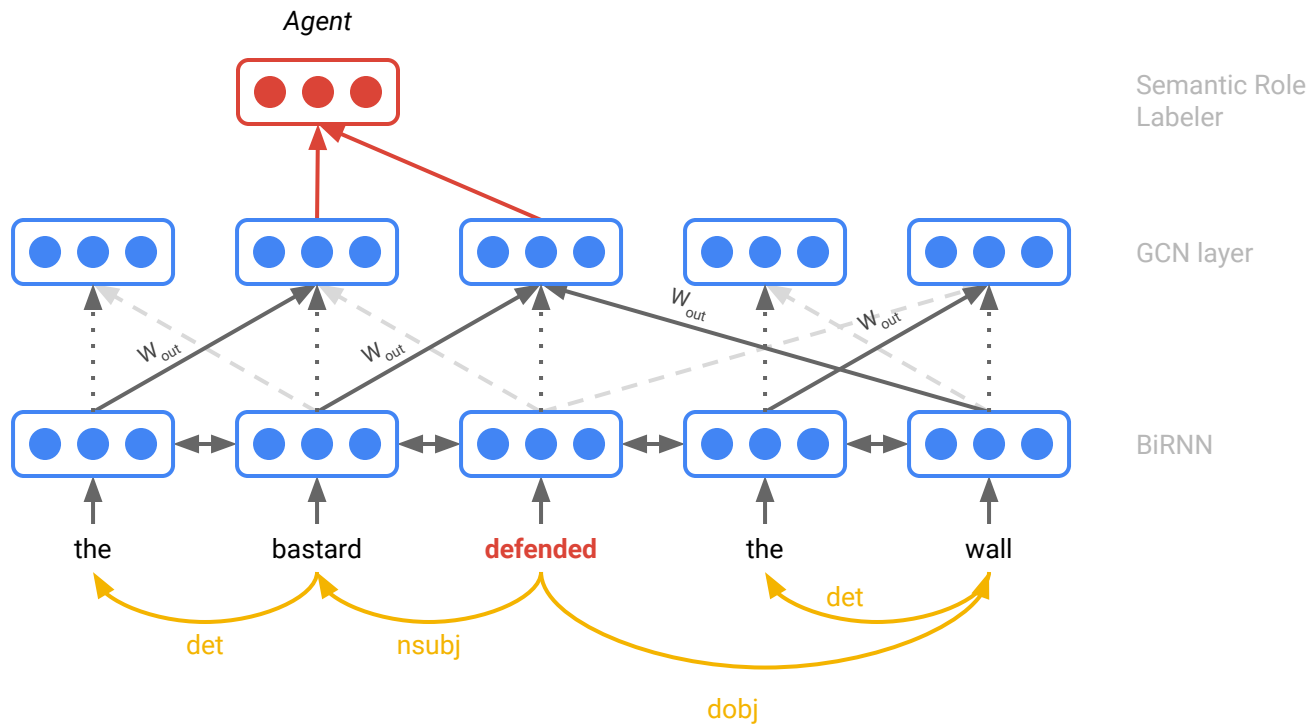 Agent
Semantic Role
Labeler
GCN layer
W out
W out
W out
W out
BiRNN
the bastard defended the wall
det
det
nsubj
dobj